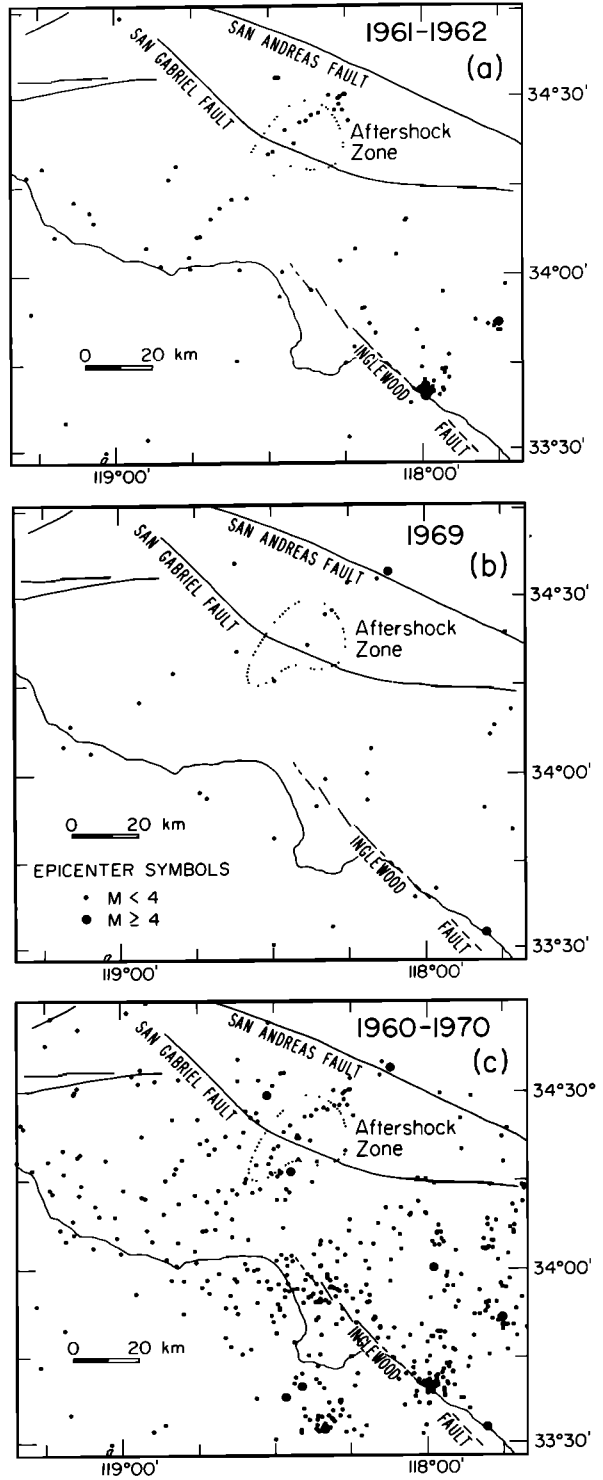 1961-1962
(a)
SAN ANDREAS FAULT
SAN GABRIEL FAULT
Aftershock
Zone
34°30'
34°00'
0 20 km
INGLEWOOD
FAULT
33°30'
119°00'
118°00'
1969
(b)
SAN ANDREAS FAULT
SAN GABRIEL FAULT
Aftershock
Zone
34°30'
34°00'
0 20 km
INGLEWOOD
FAULT
EPICENTER SYMBOLS
M < 4
M ≥ 4
33°30'
119°00'
118°00'
1960-1970
(c)
SAN ANDREAS FAULT
SAN GABRIEL FAULT
Aftershock
Zone
34°30°
34°00'
0 20 km
INGLEWOOD
FAULT
33°30'
119°00'
118°00'